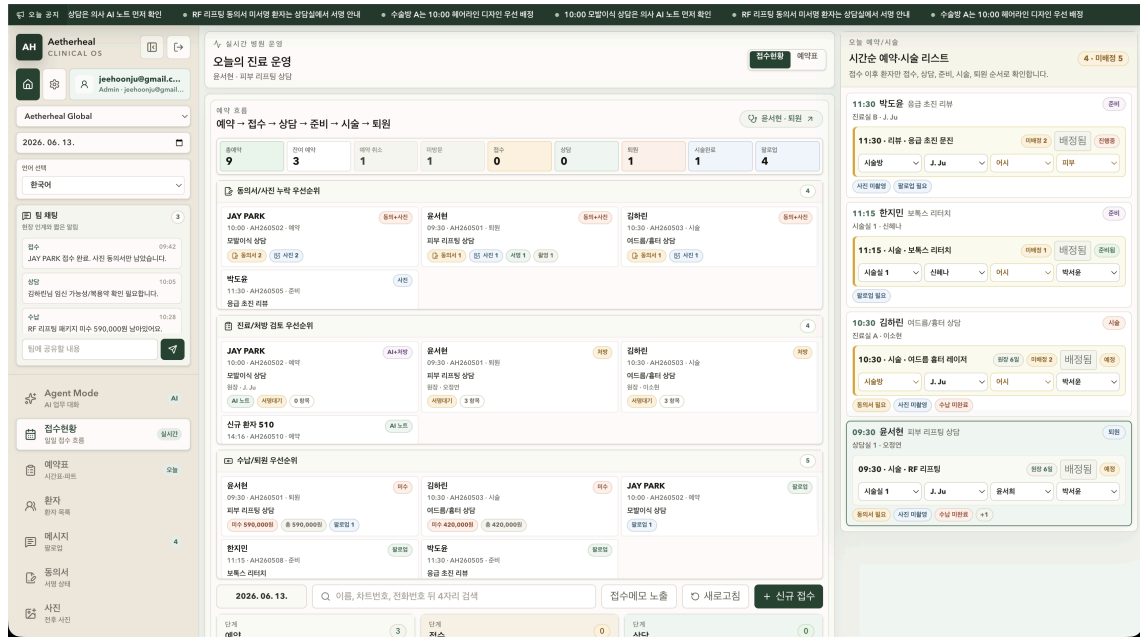 오늘 공지 상담은 의사 AI 노트 먼저 확인 • RF 리프팅 동의서 미서명 환자는 상담실에서 서명 안내 • 수술방 A는 10:00 헤어라인 디자인 우선 배정 • 10:00 모발이식 상담은 의사 AI 노트 먼저 확인 • RF 리프팅 동의서 미서명 환자는 상담실에서 서명 안내 • 수술방 A는 10:00 헤어라인 디자인 우선 배정
AH
Aetherheal
CLINICAL OS
jeehoonju@gmail.c...
Admin · jeehoonju@gmail....
Aetherheal Global
2026. 06. 13.
언어 선택
한국어
팀 채팅 3
현장 인계와 짧은 알림
접수 09:42
JAY PARK 접수 완료. 사진 동의서만 남았습니다.
상담 10:05
김하린님 임신 가능성/복용약 확인 필요합니다.
수납 10:28
RF 리프팅 패키지 미수 590,000원 남아있어요.
팀에 공유할 내용
Agent Mode AI
AI 업무 대화
접수현황 실시간
일일 접수 흐름
예약표 오늘
시간표·파트
환자
환자 목록
메시지 4
팔로업
동의서
서명 상태
사진
전후 사진
실시간 병원 운영
오늘의 진료 운영
윤서현 · 피부 리프팅 상담
접수현황 예약표
예약 흐름
예약 → 접수 → 상담 → 준비 → 시술 → 퇴원
윤서현 · 퇴원
총예약 잔여 예약 예약 취소 미방문 접수 상담 퇴원 시술완료 팔로업
9 3 1 1 0 0 1 1 4
동의서/사진 누락 우선순위 4
JAY PARK 동의+사진
10:00 · AH260502 · 예약
모발이식 상담
동의서 2 사진 2
윤서현 동의+사진
09:30 · AH260501 · 퇴원
피부 리프팅 상담
동의서 1 사진 1 서명 1 촬영 1
김하린 동의+사진
10:30 · AH260503 · 시술
여드름/흉터 상담
동의서 1 사진 1
박도윤 사진
11:30 · AH260505 · 준비
응급 초진 리뷰
진료/처방 검토 우선순위 4
JAY PARK AI+처방
10:00 · AH260502 · 예약
모발이식 상담
원장 · J. Ju
AI 노트 서명대기 0 항목
윤서현 처방
09:30 · AH260501 · 퇴원
피부 리프팅 상담
원장 · 오정연
서명대기 3 항목
김하린 처방
10:30 · AH260503 · 시술
여드름/흉터 상담
원장 · 이소현
서명대기 3 항목
신규 환자 510 AI 노트
14:16 · AH260510 · 예약
수납/퇴원 우선순위 5
윤서현 미수
09:30 · AH260501 · 퇴원
피부 리프팅 상담
미수 590,000원 총 590,000원 팔로업 1
김하린 미수
10:30 · AH260503 · 시술
여드름/흉터 상담
미수 420,000원 총 420,000원
JAY PARK 팔로업
10:00 · AH260502 · 예약
모발이식 상담
팔로업 1
한지민 팔로업
11:15 · AH260508 · 준비
보톡스 리터치
박도윤 팔로업
11:30 · AH260505 · 준비
응급 초진 리뷰
2026. 06. 13.
이름, 차트번호, 전화번호 뒤 4자리 검색
접수메모 노출
새로고침
+ 신규 접수
단계 단계 단계
예약 3 접수 0 상담 0
오늘 예약/시술
시간순 예약·시술 리스트
4 · 미배정 5
접수 이후 환자만 접수, 상담, 준비, 시술, 퇴원 순서로 확인합니다.
11:30 박도윤 응급 초진 리뷰 준비
진료실 B · J. Ju
11:30 · 리뷰 · 응급 초진 문진 미배정 2 배정됨 진행중
시술방 J. Ju 어시 피부
사진 미촬영 팔로업 필요
11:15 한지민 보톡스 리터치 준비
시술실 1 · 신혜나
11:15 · 시술 · 보톡스 리터치 미배정 1 배정됨 준비됨
시술실 1 신혜나 어시 박서윤
팔로업 필요
10:30 김하린 여드름/흉터 상담 시술
진료실 A · 이소현
10:30 · 시술 · 여드름 흉터 레이저 원장 6일 미배정 2 배정됨 예정
시술방 J. Ju 어시 박서윤
동의서 필요 사진 미촬영 수납 미완료
09:30 윤서현 피부 리프팅 상담 퇴원
상담실 1 · 오정연
09:30 · 시술 · RF 리프팅 원장 6일 배정됨 예정
시술실 1 J. Ju 윤서희 박서윤
동의서 필요 사진 미촬영 수납 미완료 +1